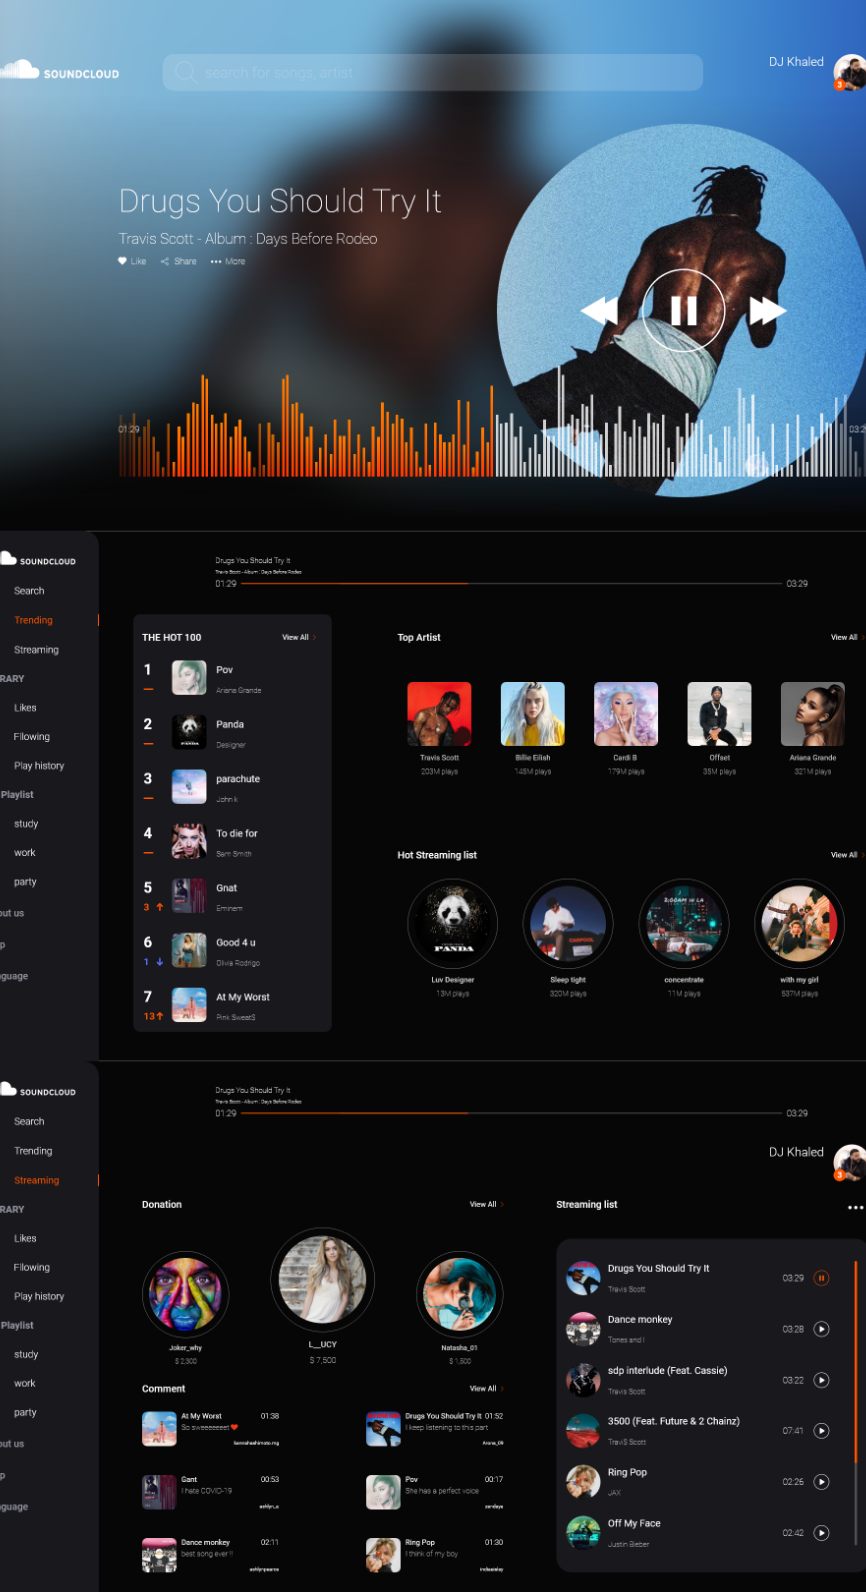 SOUNDCLOUD
search for songs, artist
DJ Khaled
3
Drugs You Should Try It
Travis Scott - Album : Days Before Rodeo
Like Share More
01:29
03:2
SOUNDCLOUD
Search
Trending
Streaming
RARY
Likes
Fllowing
Play history
Playlist
study
work
party
out us
p
nguage
Drugs You Should Try It
Travis Scott - Album : Days Before Rodeo
01:29 03:29
THE HOT 100 View All
1 Pov
Ariana Grande
2 Panda
Designer
3 parachute
John k
4 To die for
Sam Smith
5 Gnat
3 Eminem
6 Good 4 u
1 Olivia Rodrigo
7 At My Worst
13 Pink Sweat$
Top Artist View All
Travis Scott Billie Eilish Cardi B Offset Ariana Grande
203M plays 145M plays 179M plays 38M plays 321M plays
Hot Streaming list View All
PANDA
CARPOOL
2:00AM IN LA
Luv Designer Sleep tight concentrate with my girl
13M plays 320M plays 11M plays 537M plays
SOUNDCLOUD
Search
Trending
Streaming
RARY
Likes
Fllowing
Play history
Playlist
study
work
party
out us
p
nguage
Drugs You Should Try It
Travis Scott - Album : Days Before Rodeo
01:29 03:29
DJ Khaled
3
Donation View All
Joker_why L__UCY Natasha_01
$ 2,300 $ 7,500 $ 1,500
Comment View All
At My Worst 01:38
So sweeeeeest
Drugs You Should Try It 01:52
I keep listening to this part
Ariana_09
Gant 00:53
I hate COVID-19
ashlyn_x
Pov 00:17
She has a perfect voice
zendaya
Dance monkey 02:11
best song ever !!
ashlynpearce
Ring Pop 01:30
I think of my boy
Streaming list
Drugs You Should Try It
Travis Scott
03:29
Dance monkey
Tones and I
03:28
sdp interlude (Feat. Cassie)
Travis Scott
03:22
3500 (Feat. Future & 2 Chainz)
TraviS Scott
07:41
Ring Pop
JAX
02:26
Off My Face
Justin Bieber
02:42